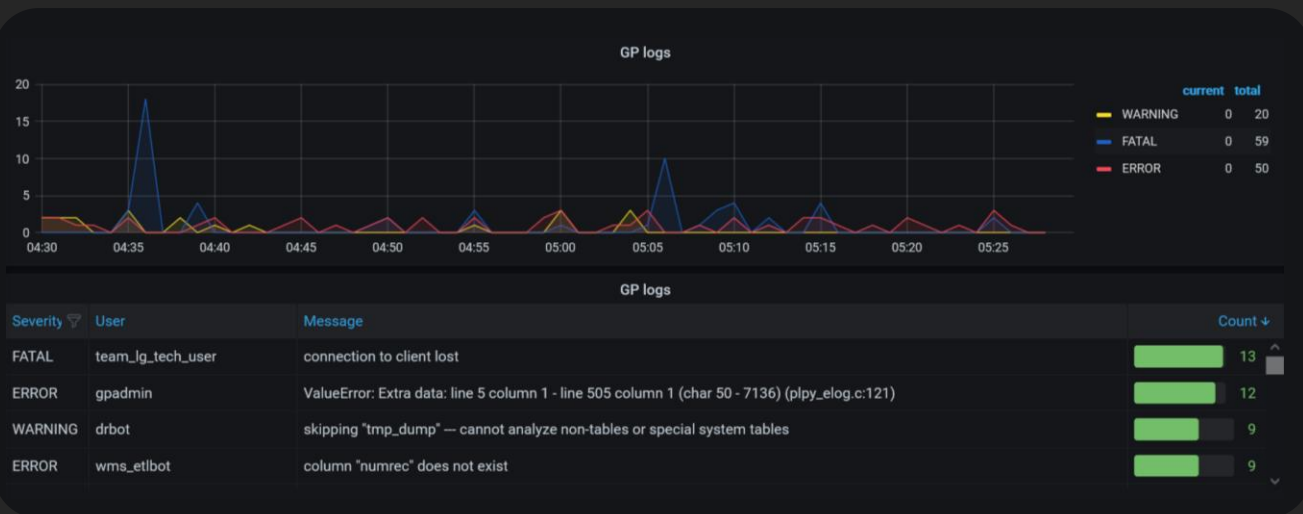 GP logs
20
15
10
5
0
04:30 04:35 04:40 04:45 04:50 04:55 05:00 05:05 05:10 05:15 05:20 05:25
current total
WARNING 0 20
FATAL 0 59
ERROR 0 50
GP logs
Severity User Message Count ↓
FATAL team_lg_tech_user connection to client lost 13
ERROR gpadmin ValueError: Extra data: line 5 column 1 - line 505 column 1 (char 50 - 7136) (plpy_elog.c:121) 12
WARNING drbot skipping "tmp_dump" --- cannot analyze non-tables or special system tables 9
ERROR wms_etlbot column "numrec" does not exist 9